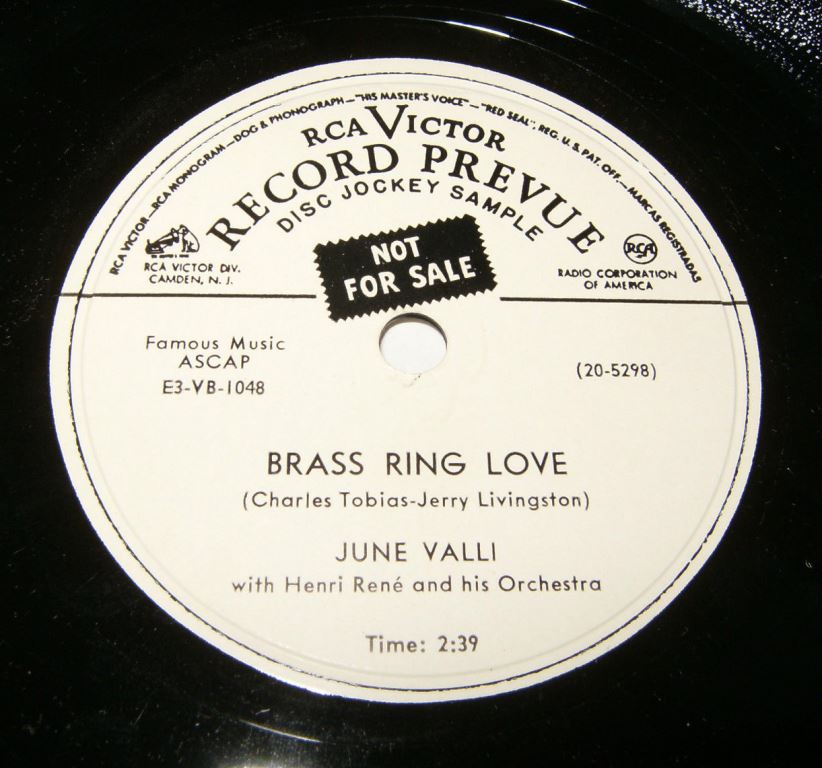 RCA VICTOR—RCA MONOGRAM—DOG & PHONOGRAPH—"HIS MASTER'S VOICE"—"RED SEAL": REG. U. S. PAT. OFF.—MARCAS REGISTRADAS
RCA VICTOR
RECORD PREVUE
DISC JOCKEY SAMPLE
NOT
FOR SALE
RCA VICTOR DIV.
CAMDEN, N. J.
RCA
RADIO CORPORATION
OF AMERICA
Famous Music
ASCAP
E3-VB-1048
(20-5298)
BRASS RING LOVE
(Charles Tobias-Jerry Livingston)
JUNE VALLI
with Henri René and his Orchestra
Time: 2:39